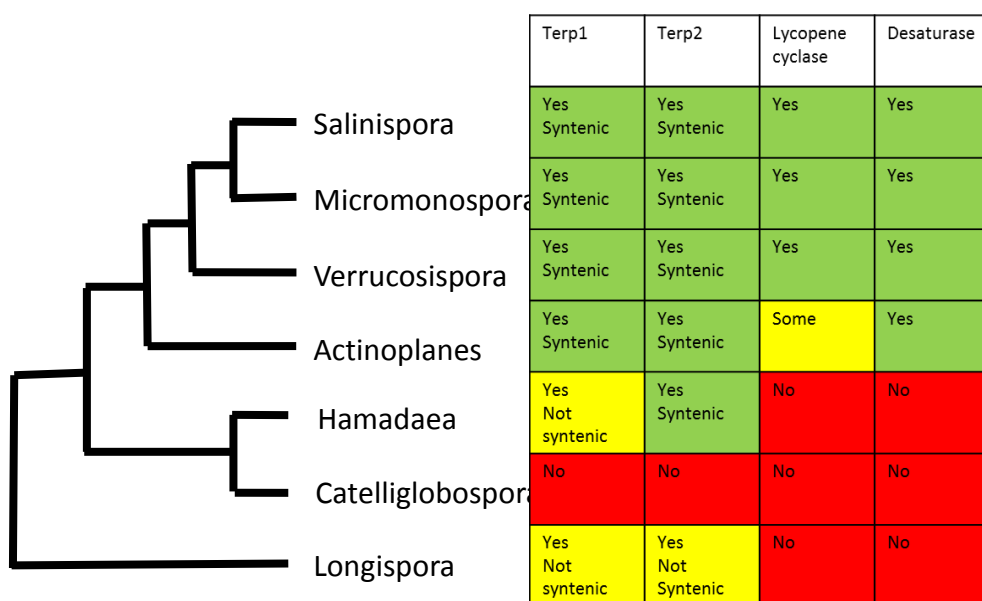 Terp1 Terp2 Lycopene Desaturase
cyclase
Salinispora Yes Yes Yes Yes
Syntenic Syntenic
Micromonospora Yes Yes Yes Yes
Syntenic Syntenic
Verrucosispora Yes Yes Yes Yes
Syntenic Syntenic
Actinoplanes Yes Yes Some Yes
Syntenic Syntenic
Hamadaea Yes Yes No No
Not Syntenic
syntenic
Catelliglobospora No No No No
Longispora Yes Yes No No
Not Not
syntenic Syntenic